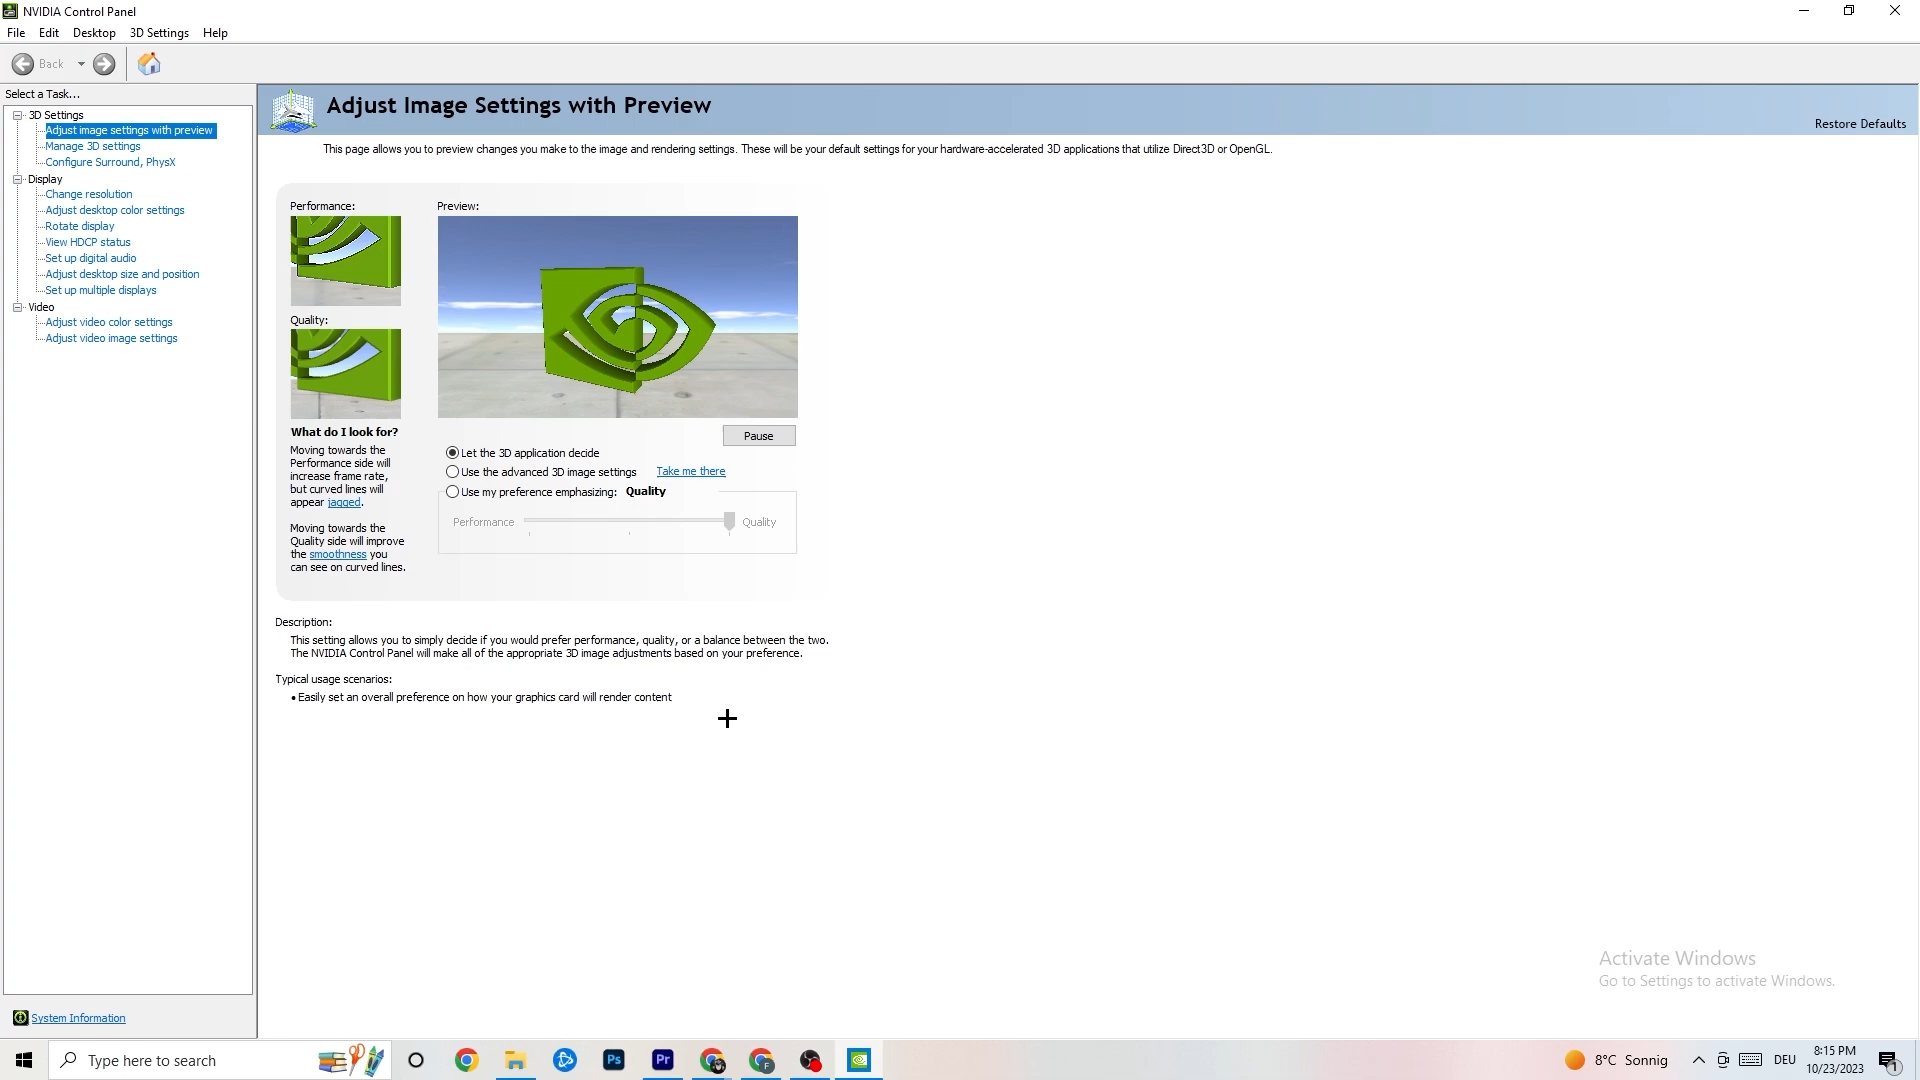 NVIDIA Control Panel
File Edit Desktop 3D Settings Help
Back
Select a Task...
3D Settings
Adjust image settings with preview
Manage 3D settings
Configure Surround, PhysX
Display
Change resolution
Adjust desktop color settings
Rotate display
View HDCP status
Set up digital audio
Adjust desktop size and position
Set up multiple displays
Video
Adjust video color settings
Adjust video image settings
System Information
Adjust Image Settings with Preview
Restore Defaults
This page allows you to preview changes you make to the image and rendering settings. These will be your default settings for your hardware-accelerated 3D applications that utilize Direct3D or OpenGL.
Performance:
Preview:
Quality:
What do I look for?
Moving towards the
Performance side will
increase frame rate,
but curved lines will
appear jagged.
Moving towards the
Quality side will improve
the smoothness you
can see on curved lines.
Pause
Let the 3D application decide
Use the advanced 3D image settings Take me there
Use my preference emphasizing: Quality
Performance Quality
Description:
This setting allows you to simply decide if you would prefer performance, quality, or a balance between the two.
The NVIDIA Control Panel will make all of the appropriate 3D image adjustments based on your preference.
Typical usage scenarios:
• Easily set an overall preference on how your graphics card will render content
Activate Windows
Go to Settings to activate Windows.
Type here to search
Ps
Pr
F
8°C Sonnig
DEU
8:15 PM
10/23/2023
1